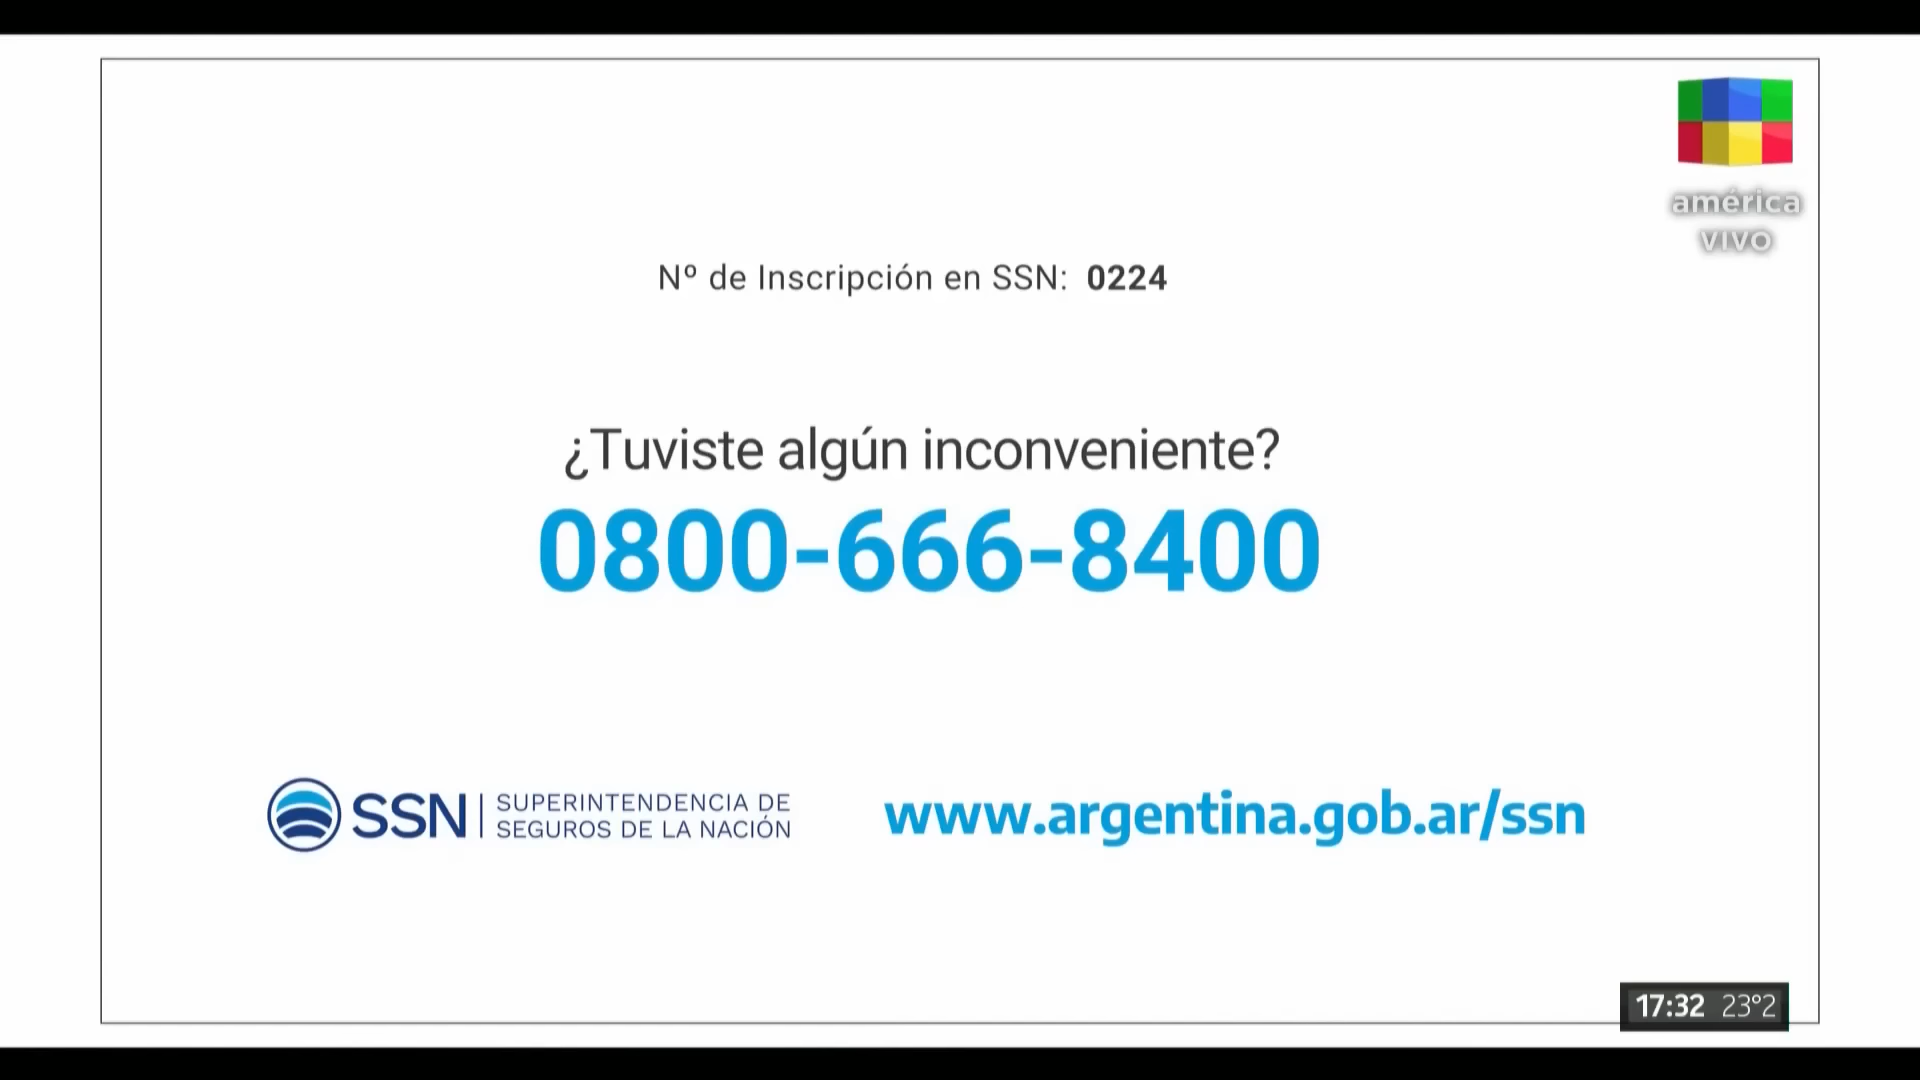 américa
VIVO
Nº de Inscripción en SSN: 0224
¿Tuviste algún inconveniente?
0800-666-8400
SSN
SUPERINTENDENCIA DE
SEGUROS DE LA NACIÓN
www.argentina.gob.ar/ssn
17:32 23°2